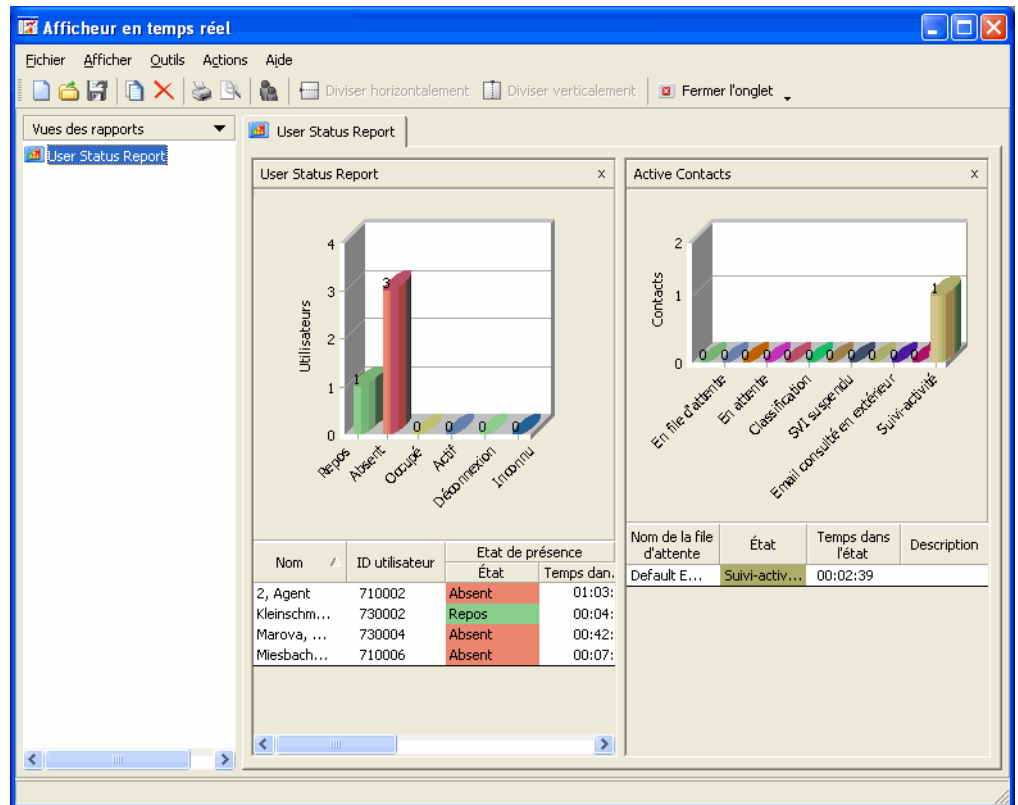 Afficheur en temps réel
Fichier Afficher Outils Actions Aide
Diviser horizontalement Diviser verticalement Fermer l'onglet
Vues des rapports
User Status Report
User Status Report
User Status Report x
4
3
2
1
0
Utilisateurs
1 3 0 0 0 0
Repos Absent Occupé Actif Déconnexion Inconnu
Nom ID utilisateur Etat de présence
État Temps dan.
2, Agent 710002 Absent 01:03:
Kleinschm... 730002 Repos 00:04:
Marova, ... 730004 Absent 00:42:
Miesbach... 710006 Absent 00:07:
Active Contacts x
2
1
0
Contacts
0 0 0 0 0 0 0 0 0 0 0 1
En file d'attente En attente Classification SVI suspendu Email consulté en extérieur Suivi-activité
Nom de la file d'attente État Temps dans l'état Description
Default E... Suivi-activ... 00:02:39